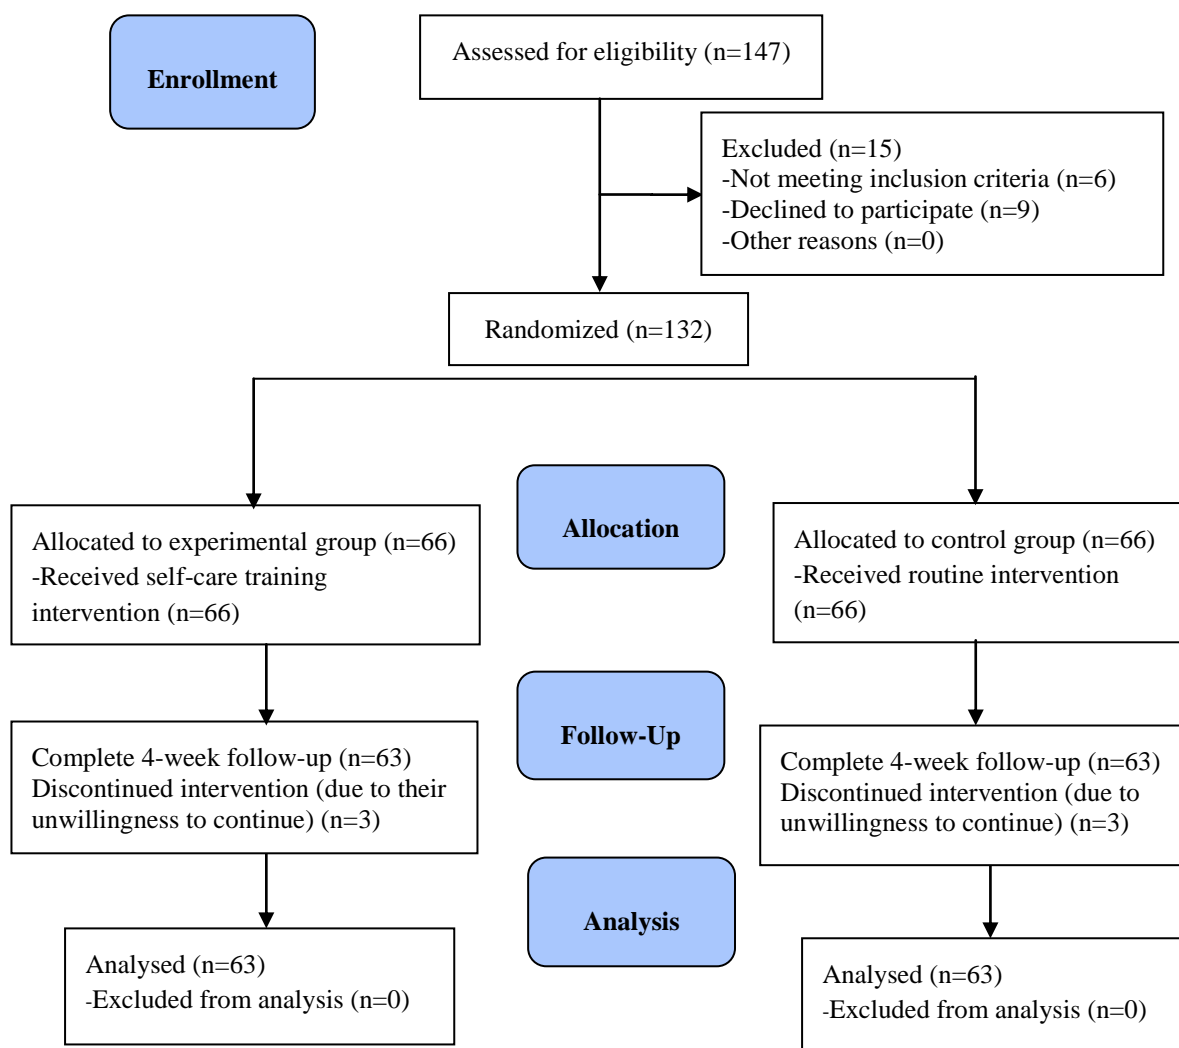 Enrollment
Assessed for eligibility (n=147)
Excluded (n=15)
-Not meeting inclusion criteria (n=6)
-Declined to participate (n=9)
-Other reasons (n=0)
Randomized (n=132)
Allocation
Allocated to experimental group (n=66)
-Received self-care training
intervention (n=66)
Allocated to control group (n=66)
-Received routine intervention
(n=66)
Follow-Up
Complete 4-week follow-up (n=63)
Discontinued intervention (due to their
unwillingness to continue) (n=3)
Complete 4-week follow-up (n=63)
Discontinued intervention (due to
unwillingness to continue) (n=3)
Analysis
Analysed (n=63)
-Excluded from analysis (n=0)
Analysed (n=63)
-Excluded from analysis (n=0)